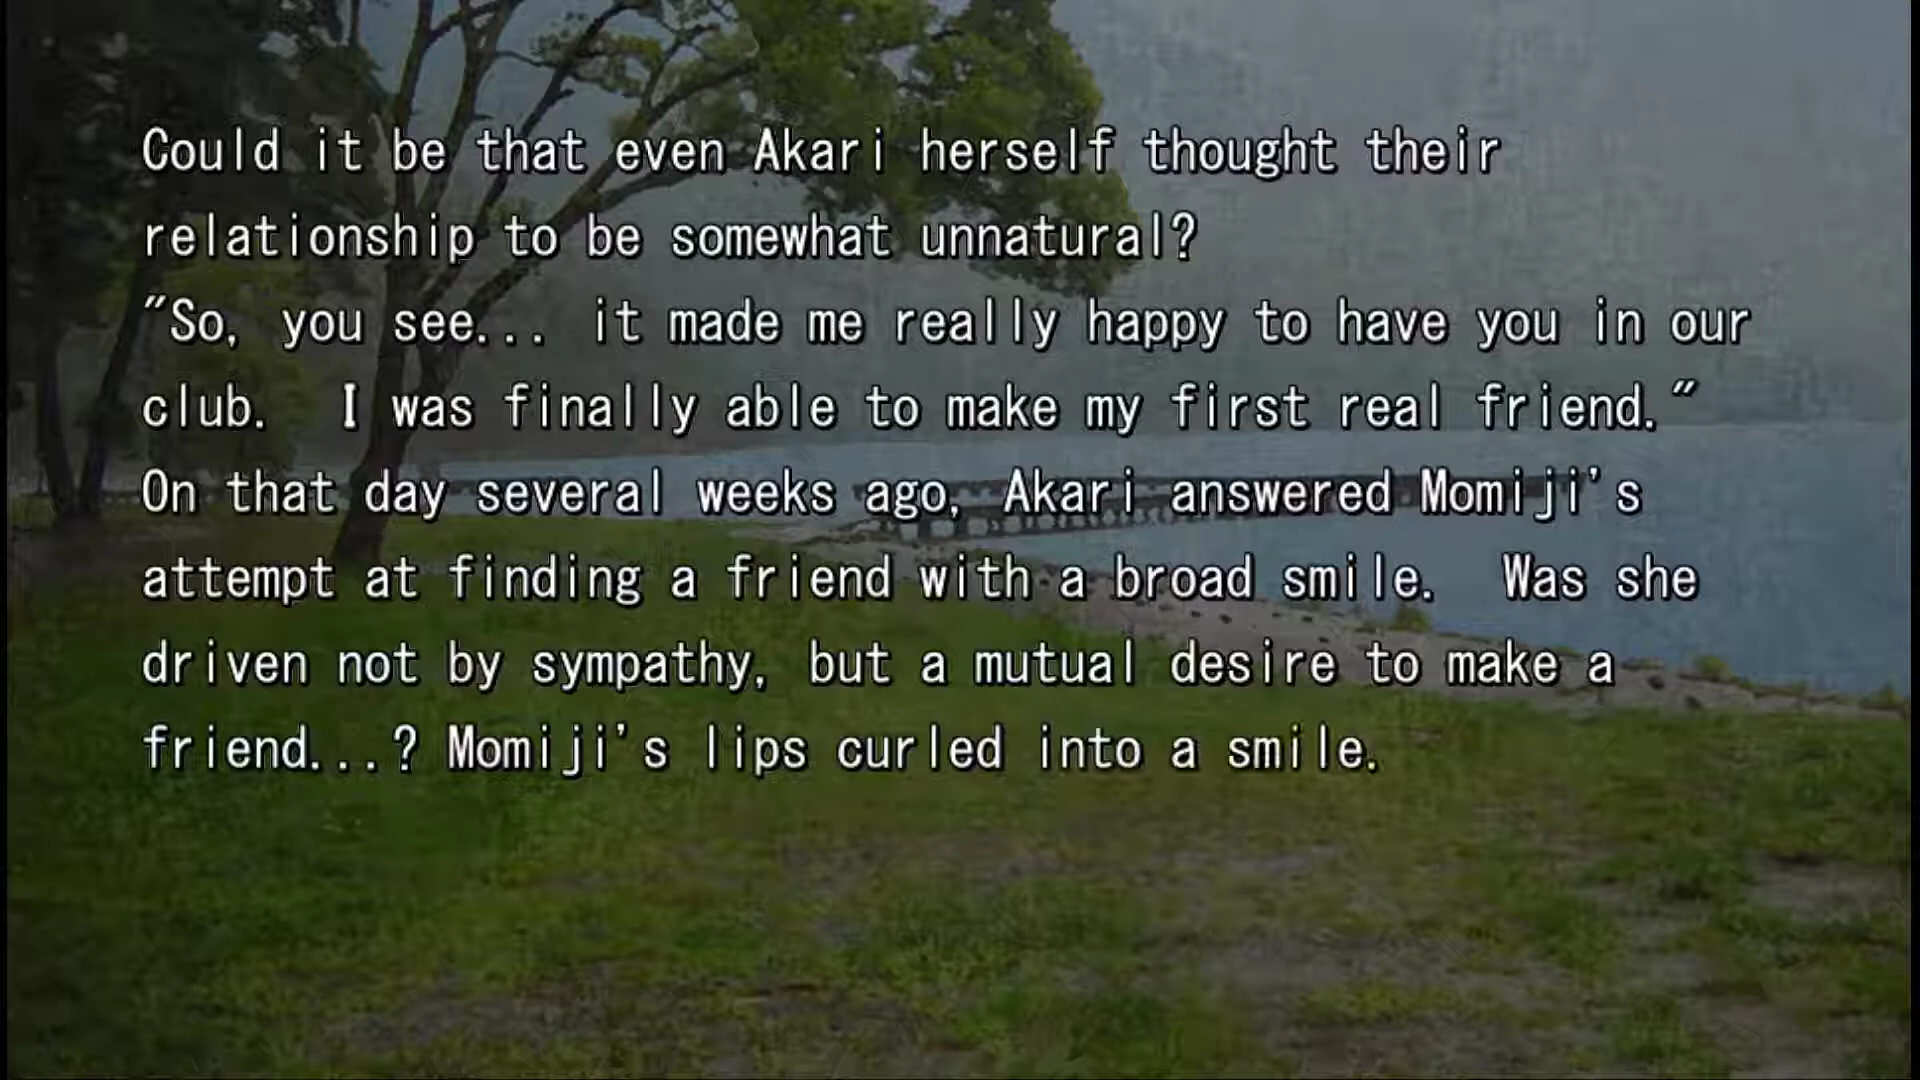 Could it be that even Akari herself thought their
relationship to be somewhat unnatural?
"So, you see... it made me really happy to have you in our
club.  I was finally able to make my first real friend."
On that day several weeks ago, Akari answered Momiji's
attempt at finding a friend with a broad smile.  Was she
driven not by sympathy, but a mutual desire to make a
friend...? Momiji's lips curled into a smile.